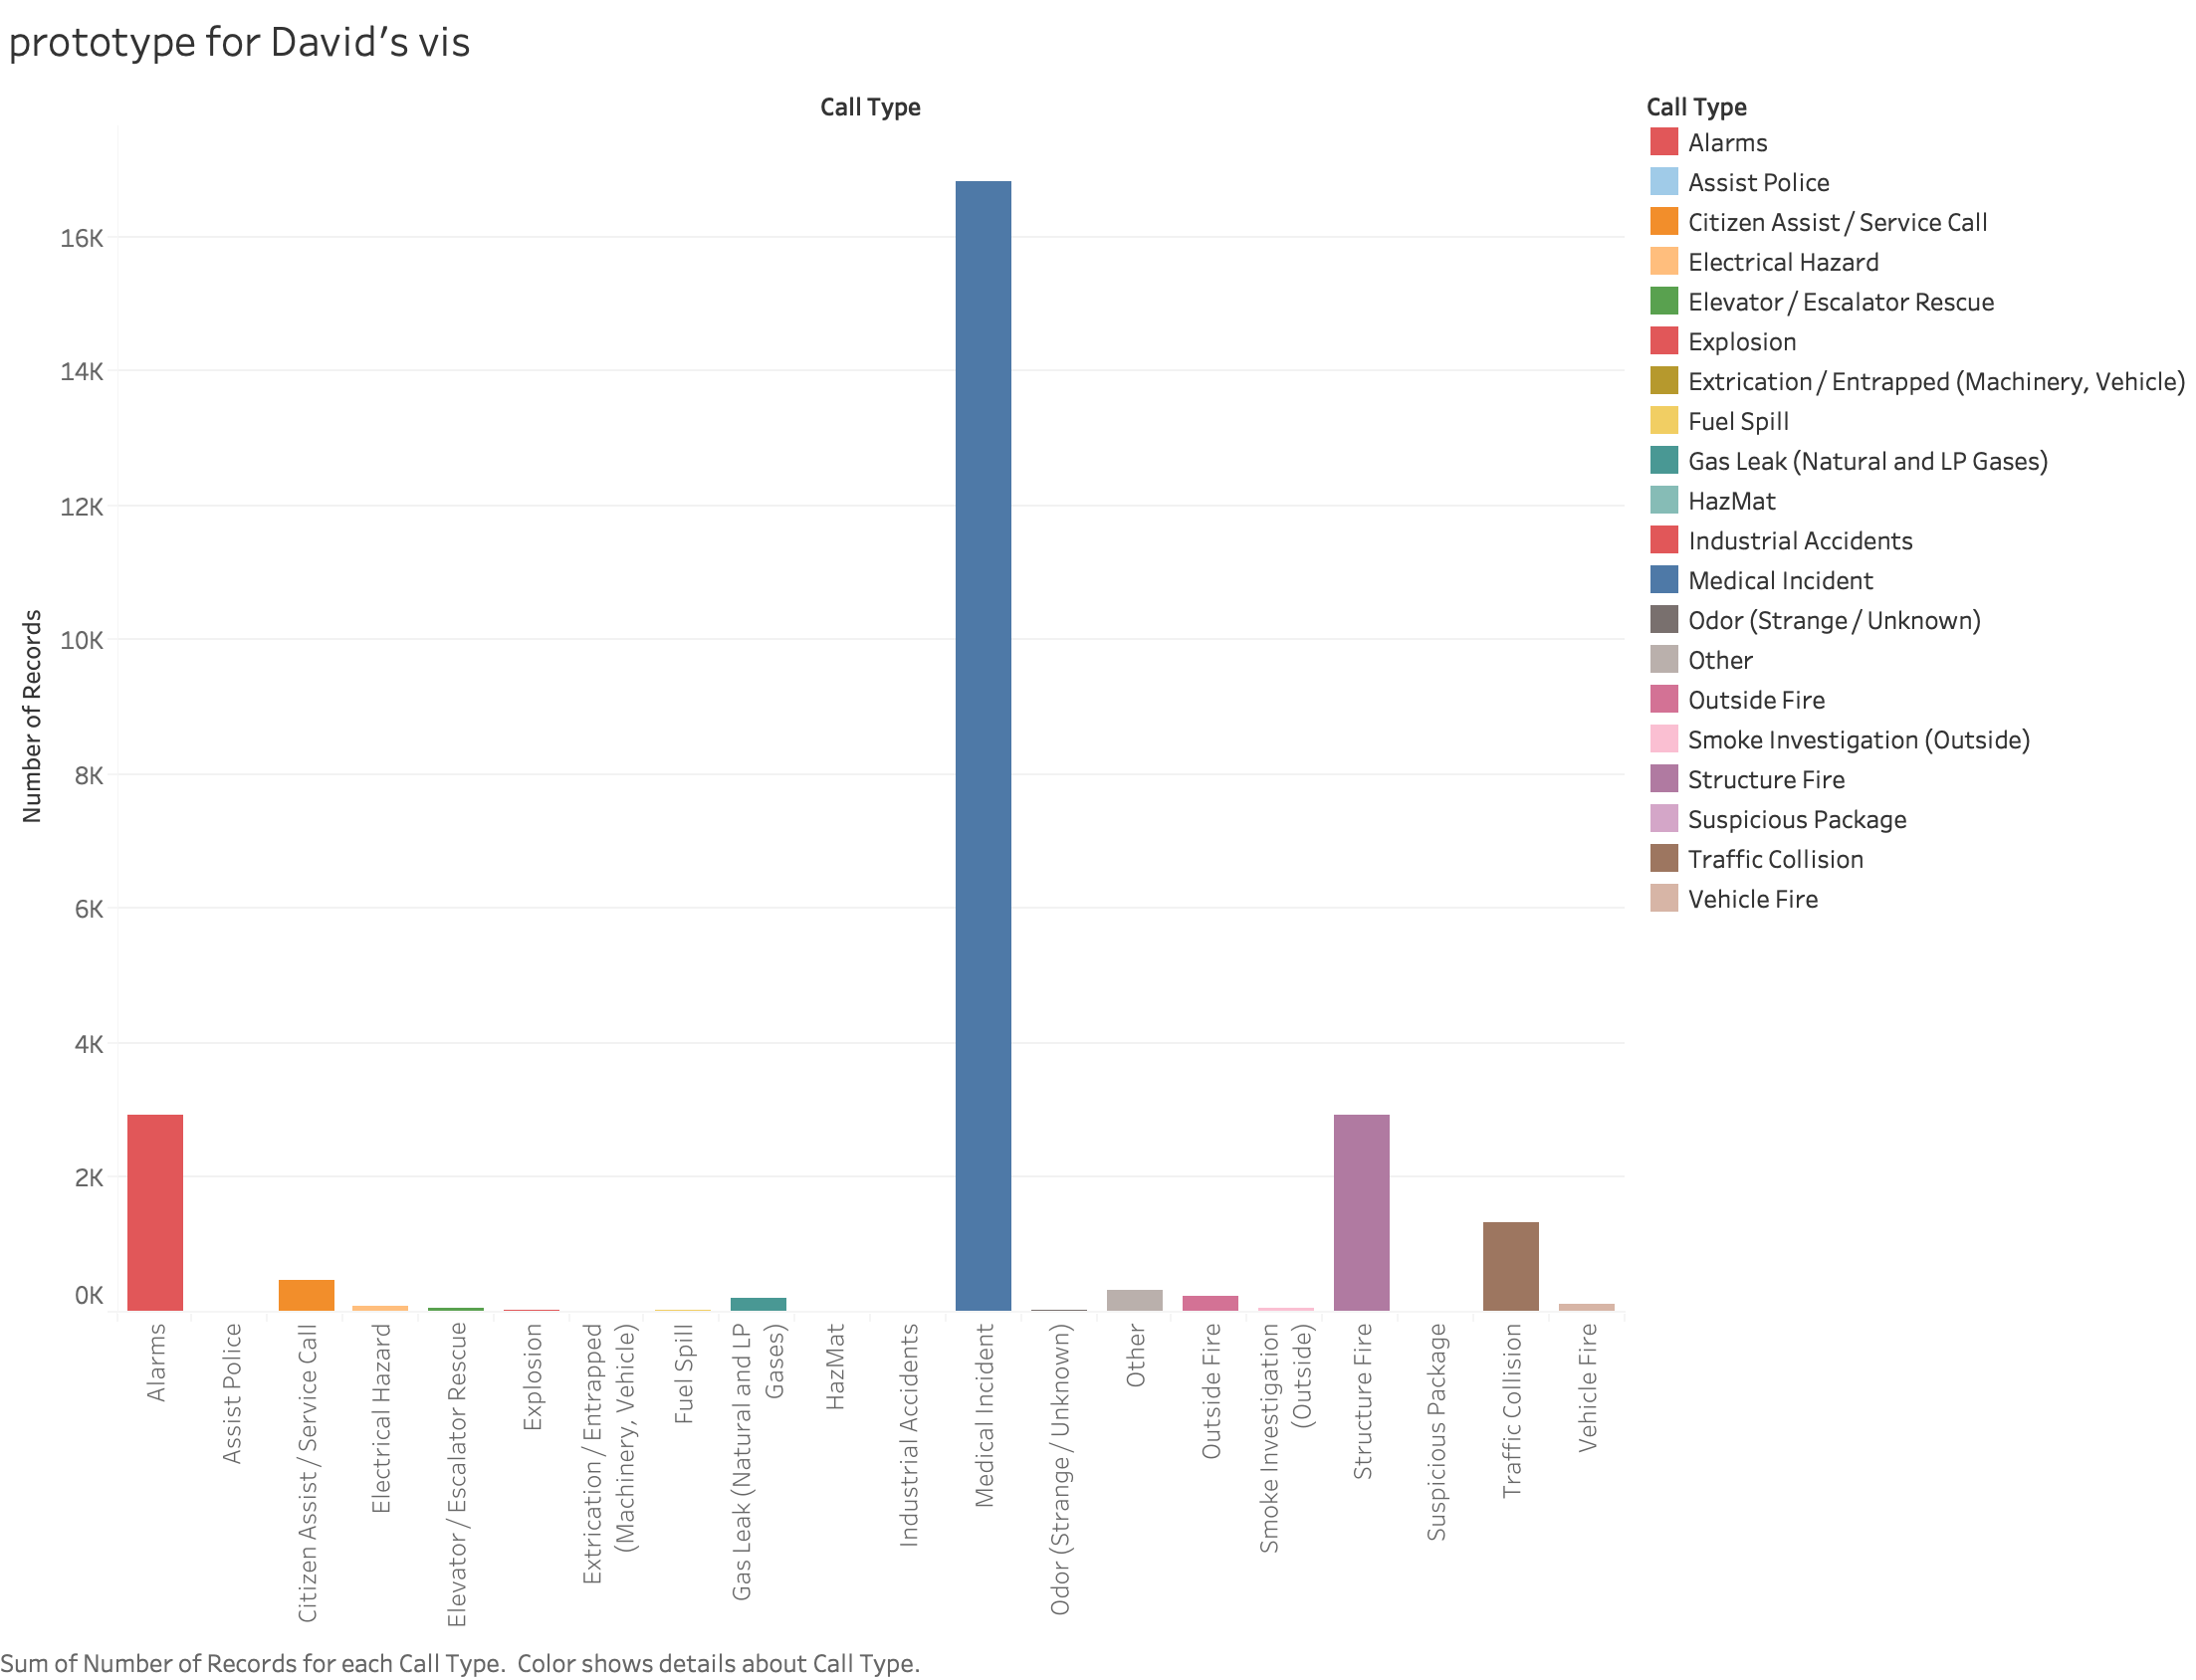 prototype for David's vis
Call Type
Number of Records
16K
14K
12K
10K
8K
6K
4K
2K
0K
Alarms
Assist Police
Citizen Assist / Service Call
Electrical Hazard
Elevator / Escalator Rescue
Explosion
Extrication / Entrapped
(Machinery, Vehicle)
Fuel Spill
Gas Leak (Natural and LP
Gases)
HazMat
Industrial Accidents
Medical Incident
Odor (Strange / Unknown)
Other
Outside Fire
Smoke Investigation
(Outside)
Structure Fire
Suspicious Package
Traffic Collision
Vehicle Fire
Call Type
Alarms
Assist Police
Citizen Assist / Service Call
Electrical Hazard
Elevator / Escalator Rescue
Explosion
Extrication / Entrapped (Machinery, Vehicle)
Fuel Spill
Gas Leak (Natural and LP Gases)
HazMat
Industrial Accidents
Medical Incident
Odor (Strange / Unknown)
Other
Outside Fire
Smoke Investigation (Outside)
Structure Fire
Suspicious Package
Traffic Collision
Vehicle Fire
Sum of Number of Records for each Call Type.  Color shows details about Call Type.